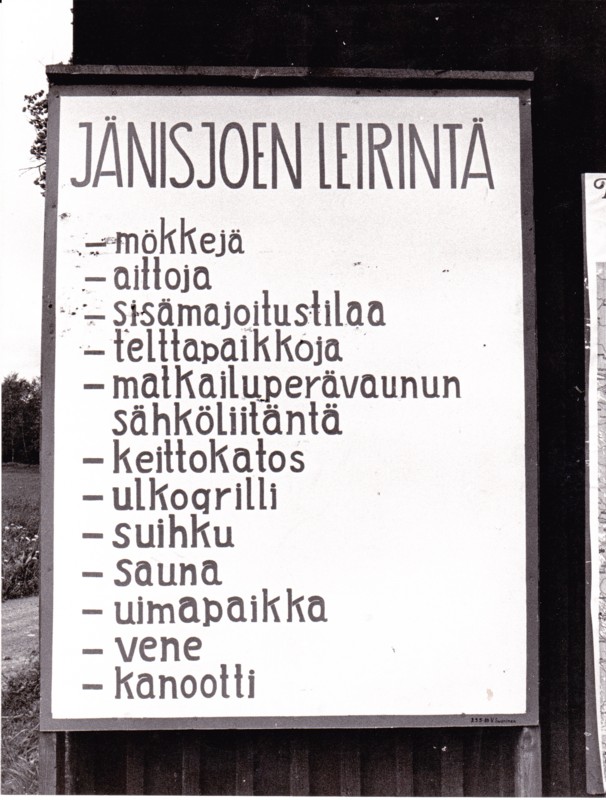 JÄNISJOEN LEIRINTÄ
– mökkejä
– aittoja
– sisämajoitustilaa
– telttapaikkoja
– matkailuperävaunun
sähköliitäntä
– keittokatos
– ulkogrilli
– suihku
– sauna
– uimapaikka
– vene
– kanootti